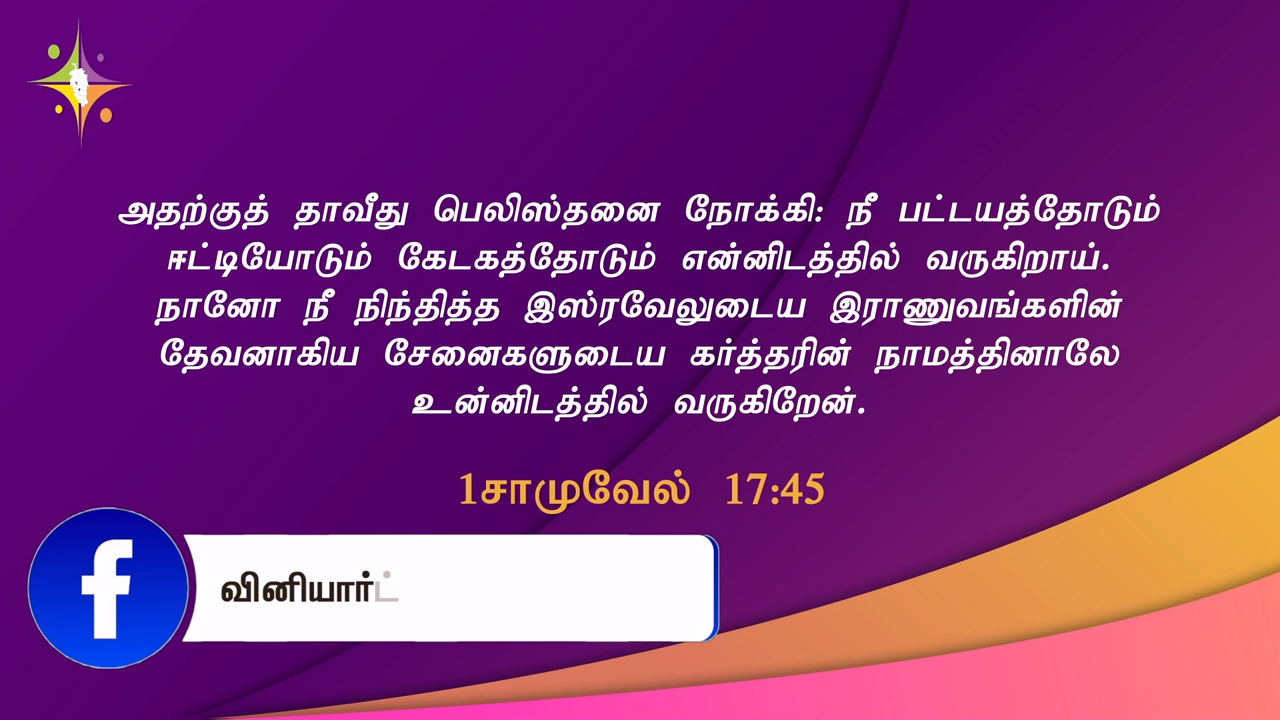 அதற்குத் தாவீது பெலிஸ்தனை நோக்கி: நீ பட்டயத்தோடும்
ஈட்டியோடும் கேடகத்தோடும் என்னிடத்தில் வருகிறாய்.
நானோ நீ நிந்தித்த இஸ்ரவேலுடைய இராணுவங்களின்
தேவனாகிய சேனைகளுடைய கர்த்தரின் நாமத்தினாலே
உன்னிடத்தில் வருகிறேன்.
1சாமுவேல் 17:45
வினியார்ட்